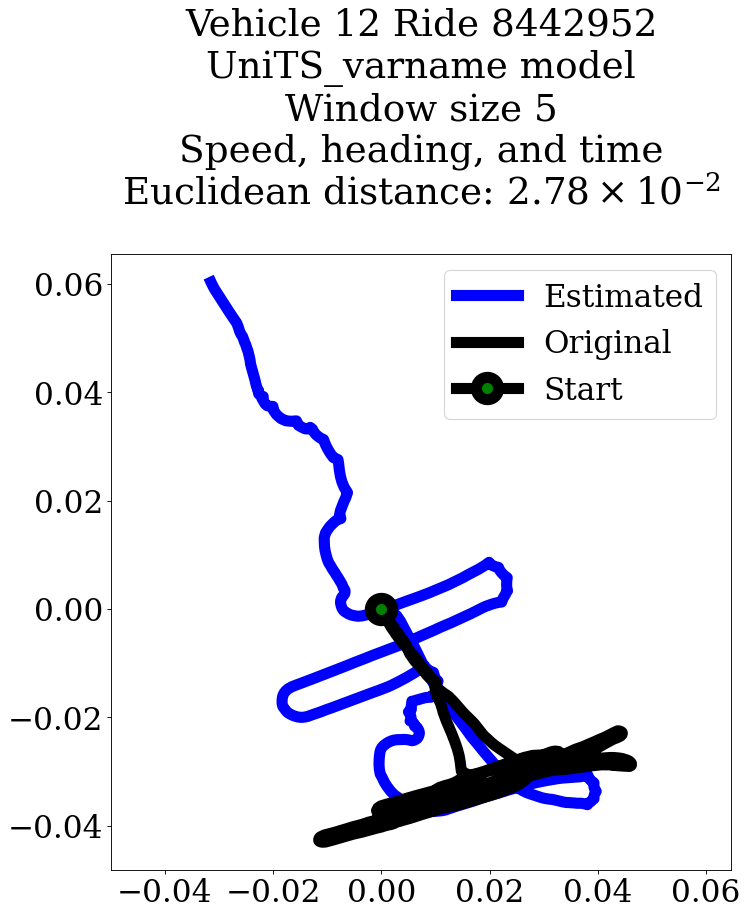 Vehicle 12 Ride 8442952
UniTS_varname model
Window size 5
Speed, heading, and time
Euclidean distance: 2.78 × 10⁻²
Estimated
Original
Start
0.06
0.04
0.02
0.00
−0.02
−0.04
−0.04 −0.02 0.00 0.02 0.04 0.06